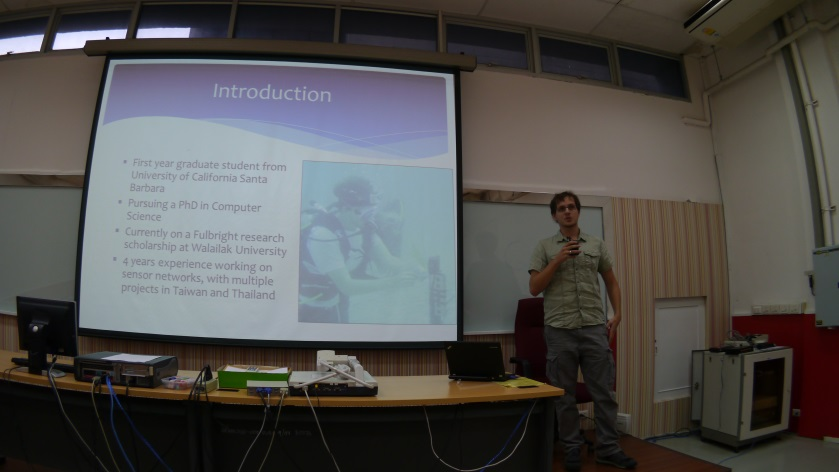 Introduction
• First year graduate student from
University of California Santa
Barbara
• Pursuing a PhD in Computer
Science
• Currently on a Fulbright research
scholarship at Walailak University
• 4 years experience working on
sensor networks, with multiple
projects in Taiwan and Thailand